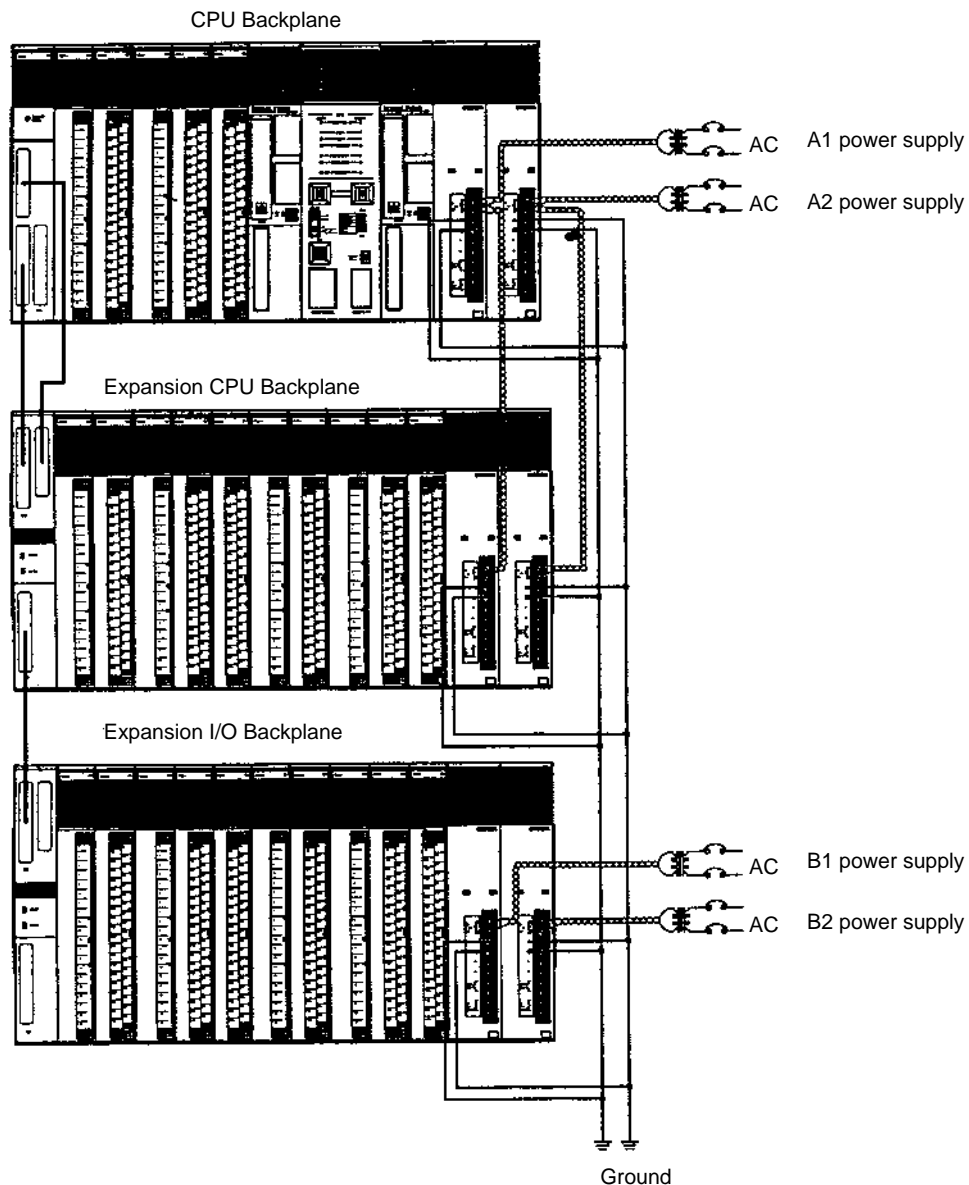 CPU Backplane
AC A1 power supply
AC A2 power supply
Expansion CPU Backplane
Expansion I/O Backplane
AC B1 power supply
AC B2 power supply
Ground